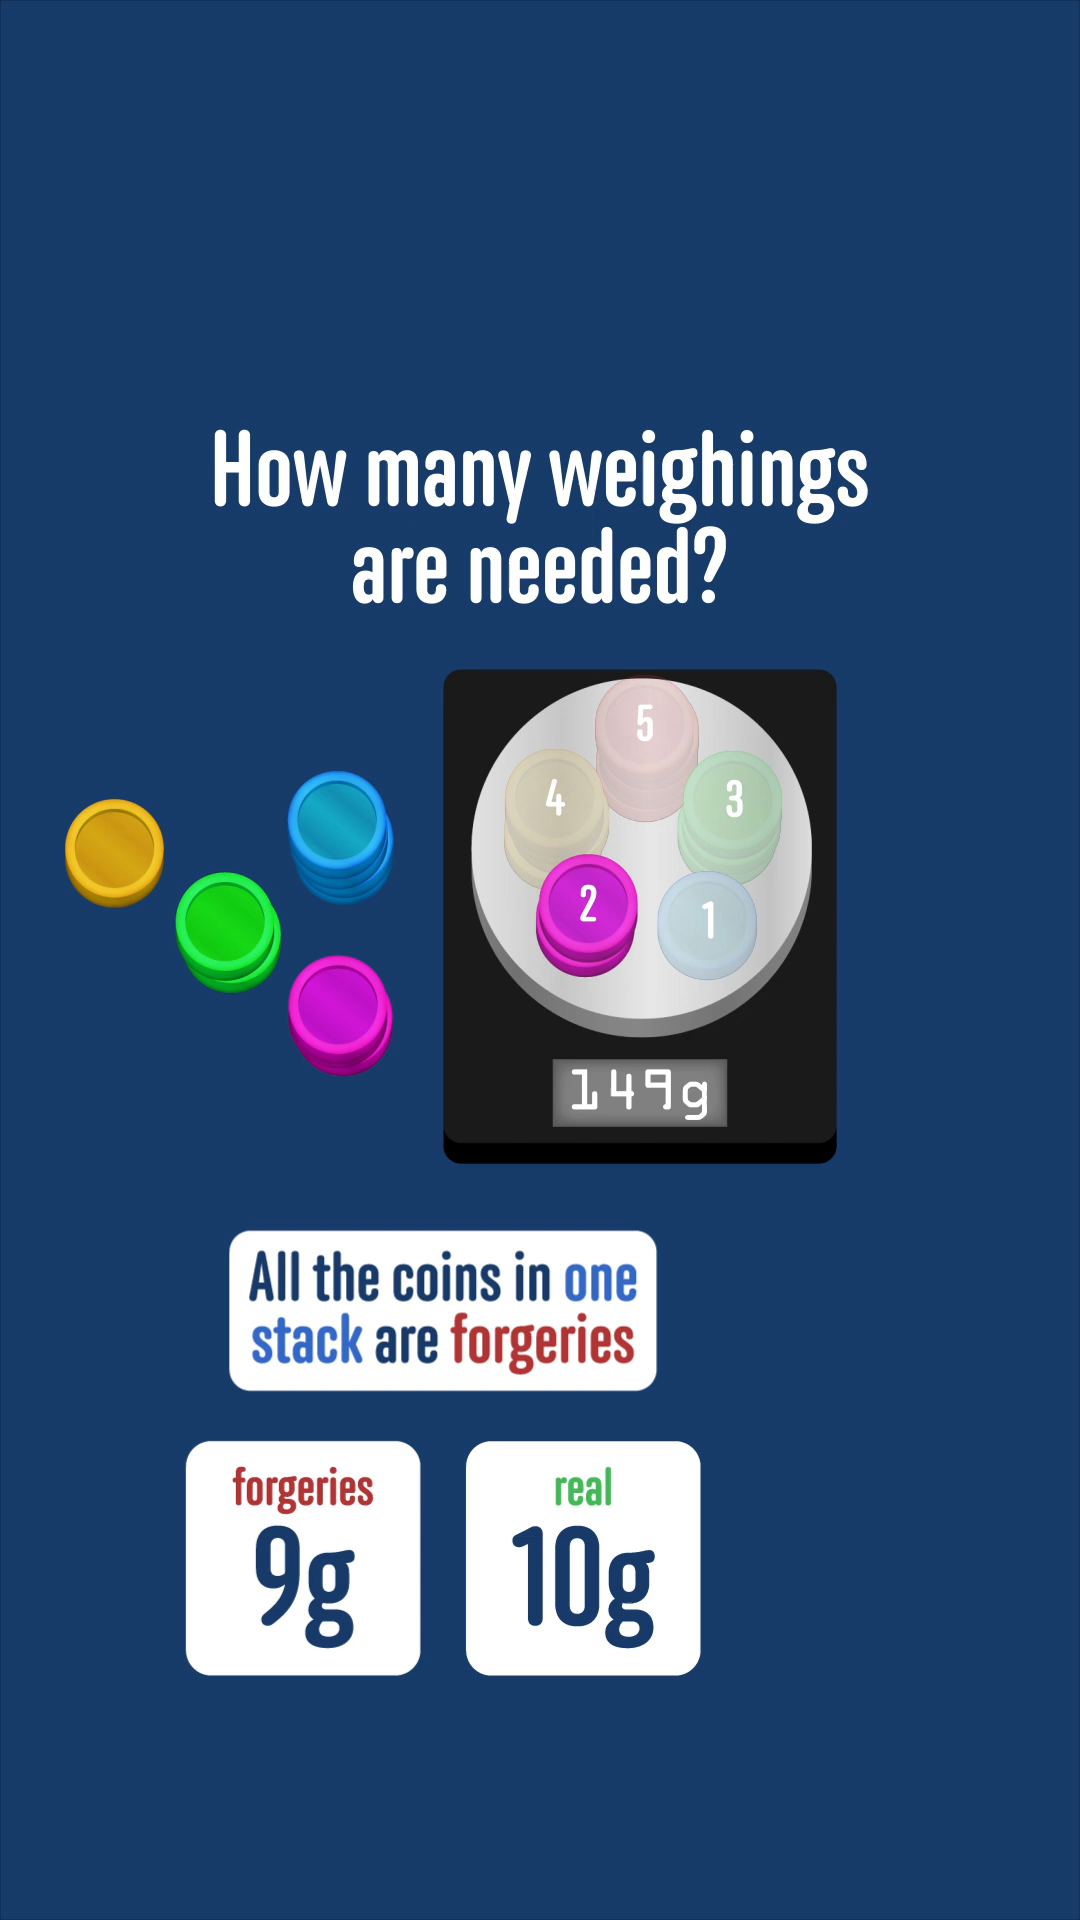 How many weighings
are needed?
5
4
3
2
1
149g
All the coins in one
stack are forgeries
forgeries
9g
real
10g